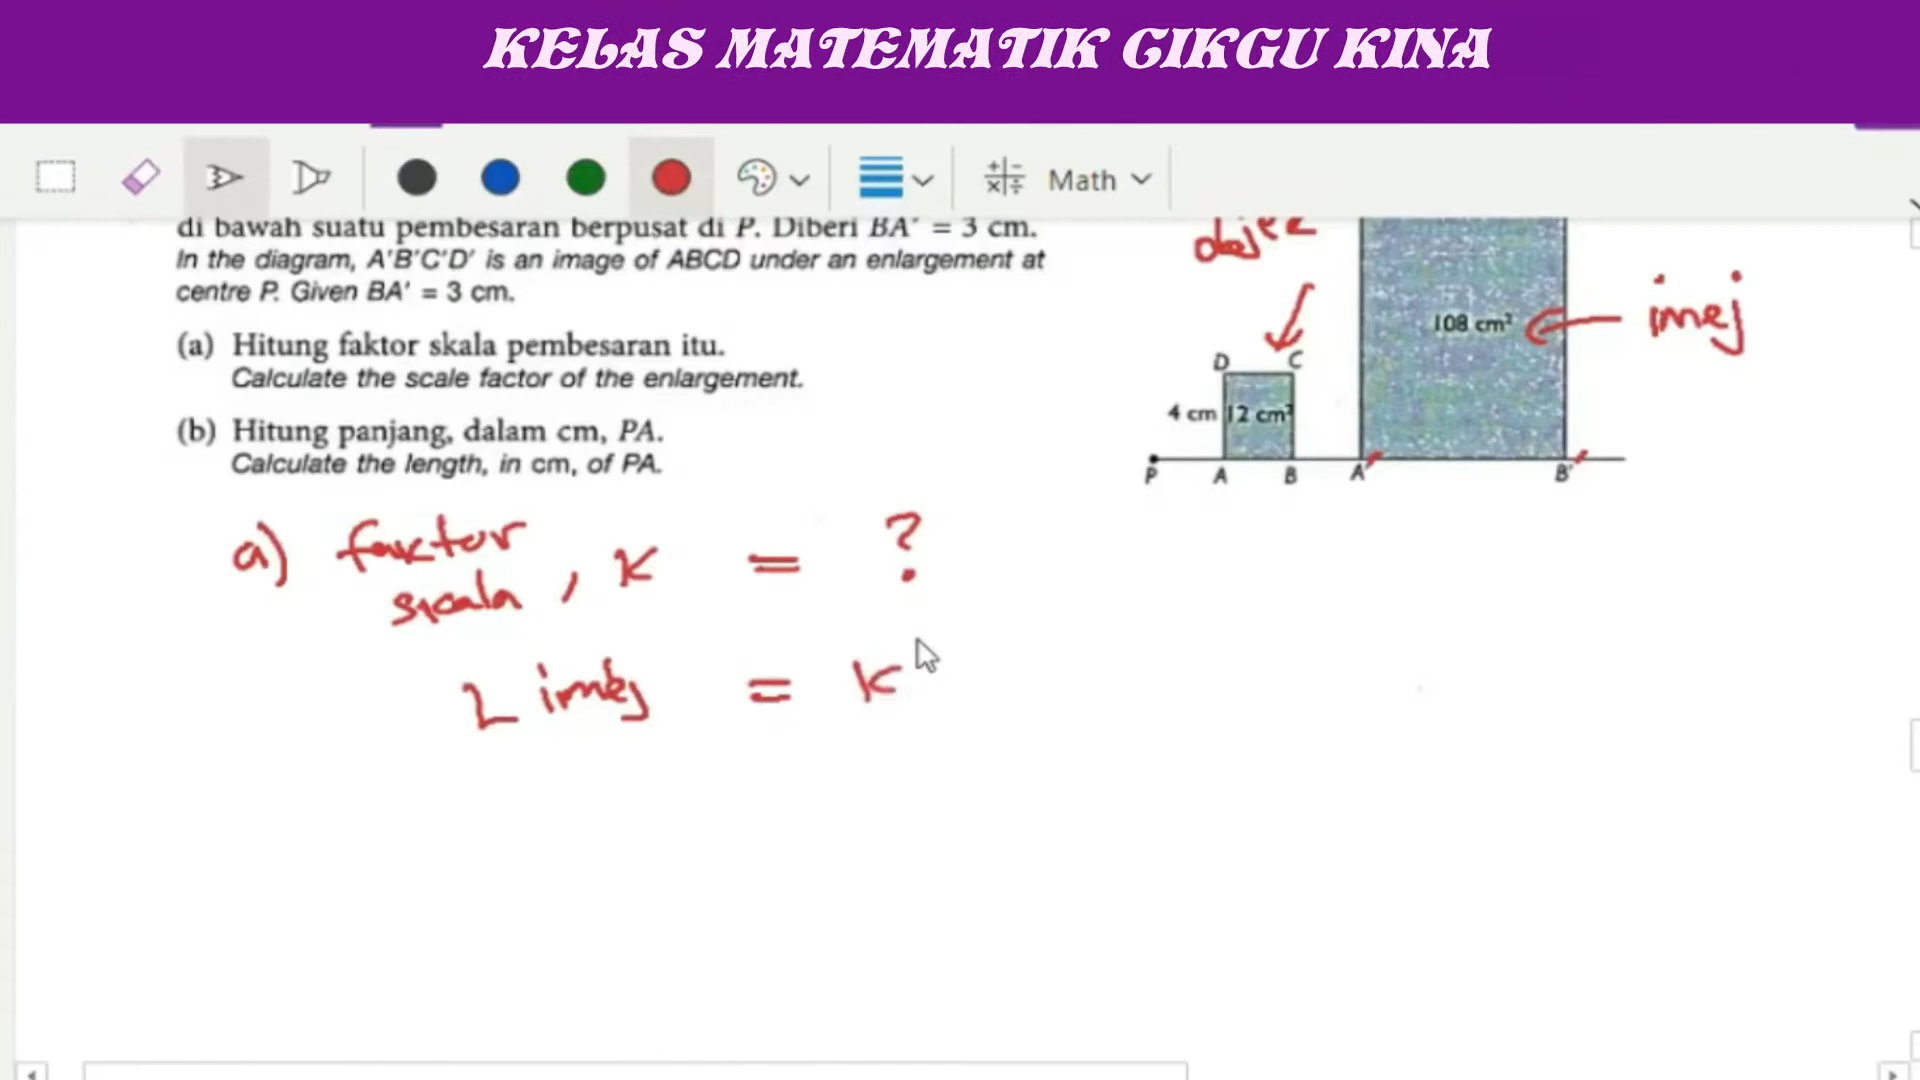 KELAS MATEMATIK CIKGU KINA
Math
di bawah suatu pembesaran berpusat di P. Diberi BA' = 3 cm.
In the diagram, A'B'C'D' is an image of ABCD under an enlargement at
centre P. Given BA' = 3 cm.
(a) Hitung faktor skala pembesaran itu.
Calculate the scale factor of the enlargement.
(b) Hitung panjang, dalam cm, PA.
Calculate the length, in cm, of PA.
108 cm²
imej
D C
4 cm 12 cm²
P A B A' B'
a) faktor
skala , k = ?
L imej = k